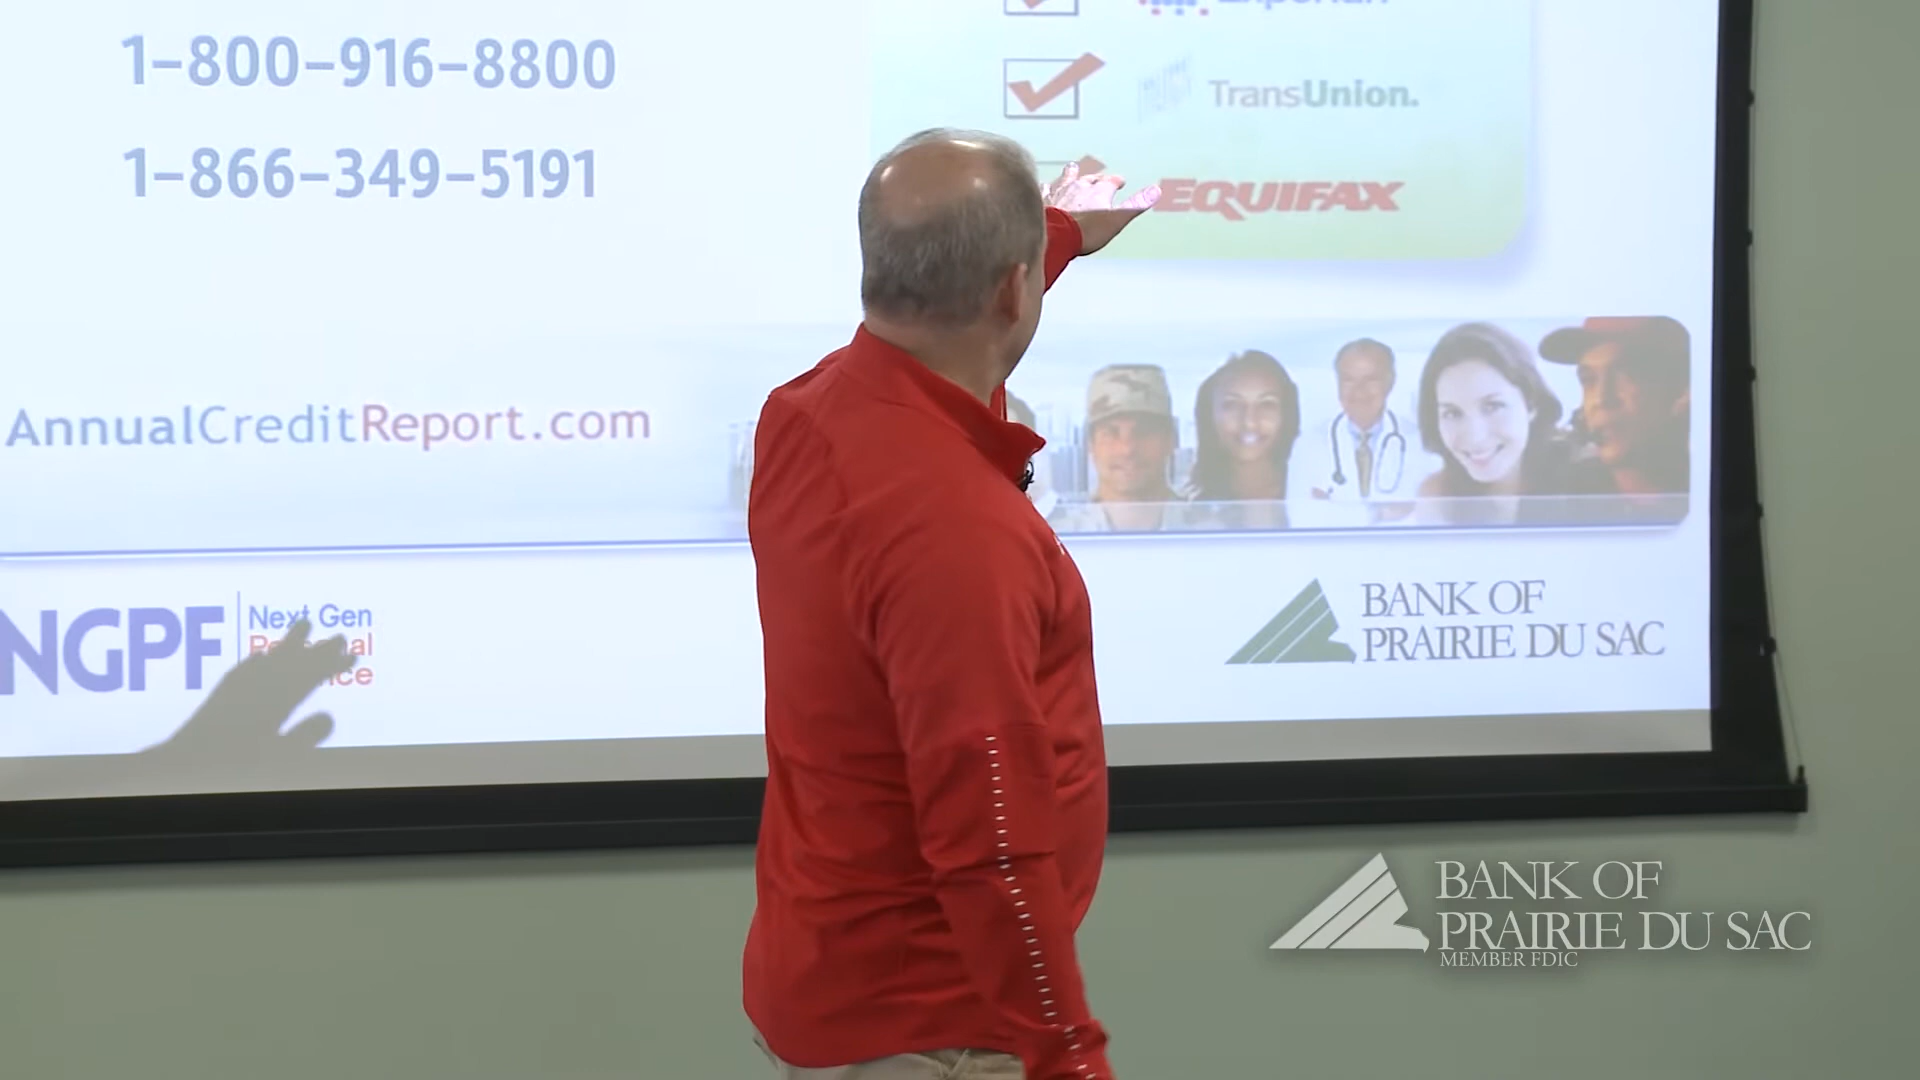 1-800-916-8800
1-866-349-5191
Experian
TransUnion.
EQUIFAX
AnnualCreditReport.com
NGPF
Next Gen
BANK OF
PRAIRIE DU SAC
BANK OF
PRAIRIE DU SAC
MEMBER FDIC